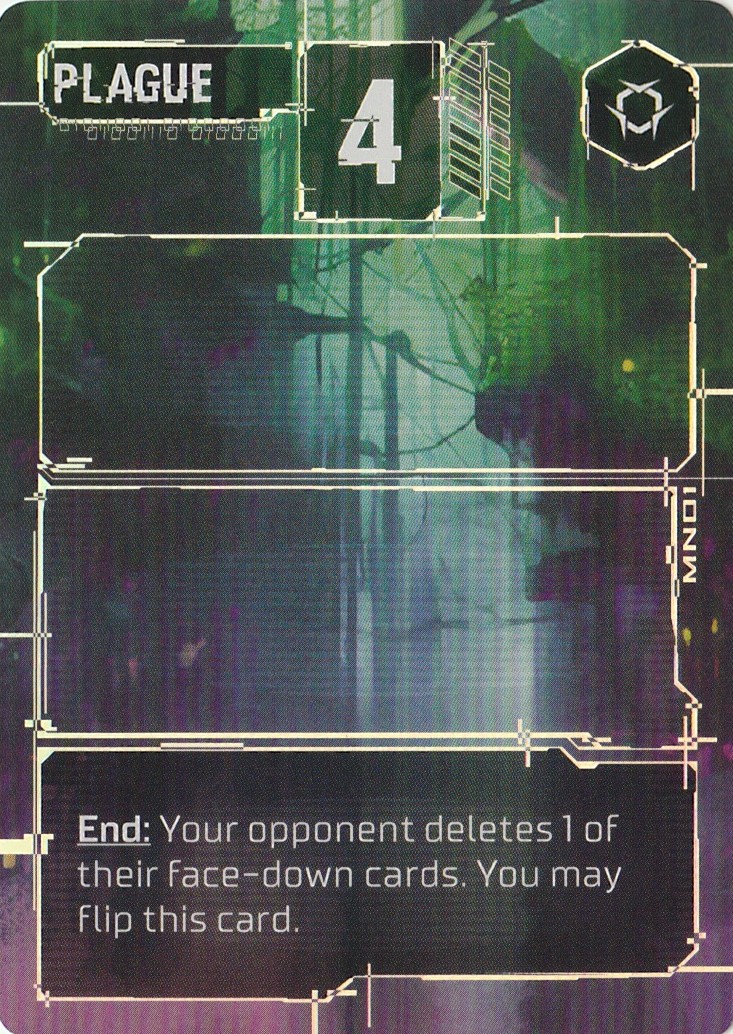 PLAGUE
4
MN01
End: Your opponent deletes 1 of
their face-down cards. You may
flip this card.